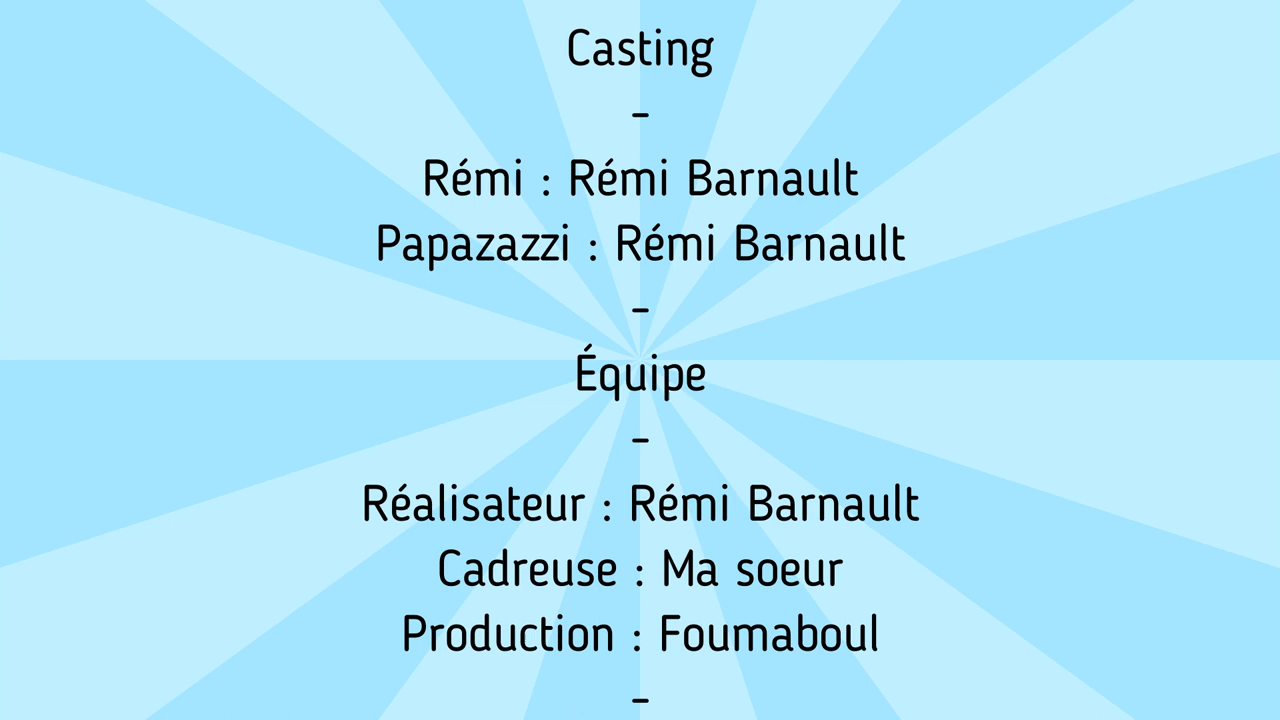 Casting
-
Rémi : Rémi Barnault
Papazazzi : Rémi Barnault
-
Équipe
-
Réalisateur : Rémi Barnault
Cadreuse : Ma soeur
Production : Foumaboul
-